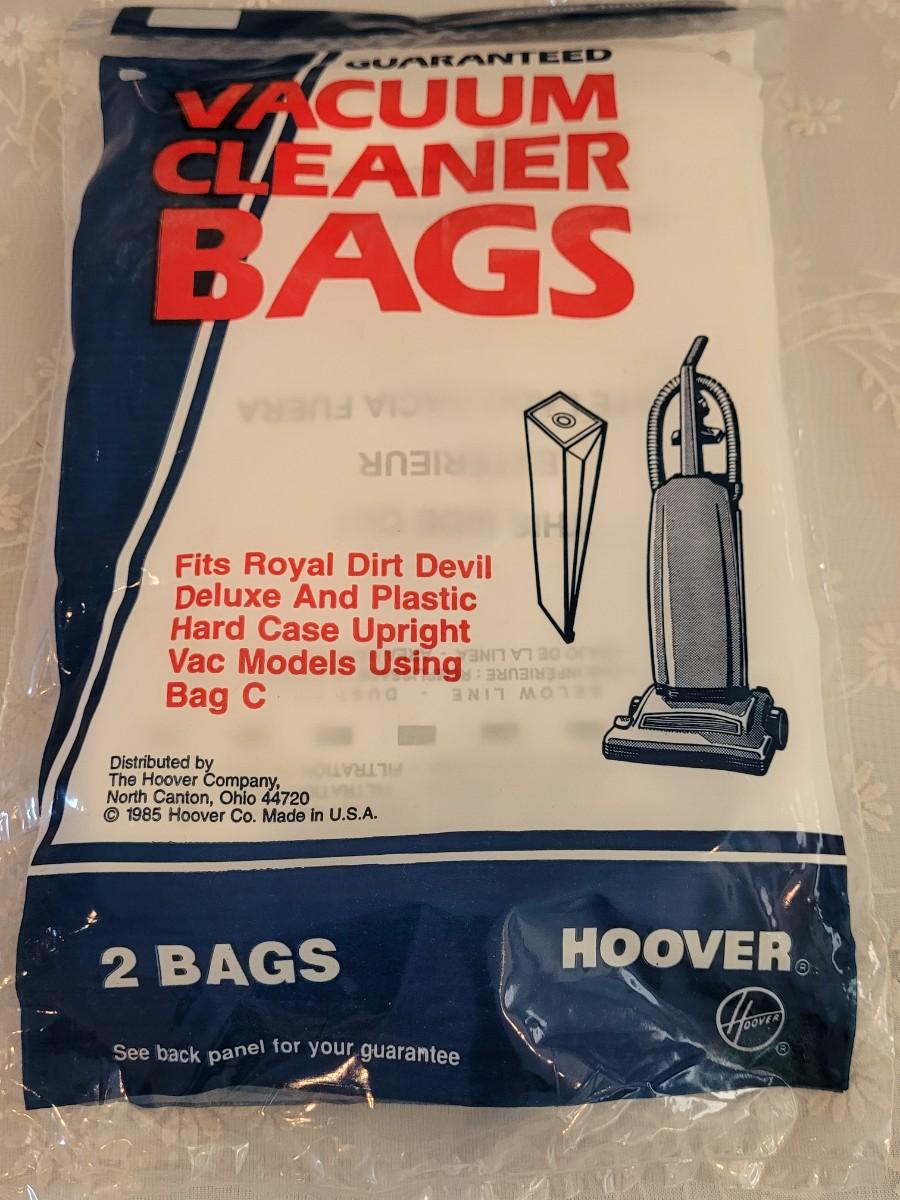 GUARANTEED
VACUUM
CLEANER
BAGS
Fits Royal Dirt Devil
Deluxe And Plastic
Hard Case Upright
Vac Models Using
Bag C
Distributed by
The Hoover Company,
North Canton, Ohio 44720
© 1985 Hoover Co. Made in U.S.A.
2 BAGS
HOOVER®
HOOVER®
See back panel for your guarantee